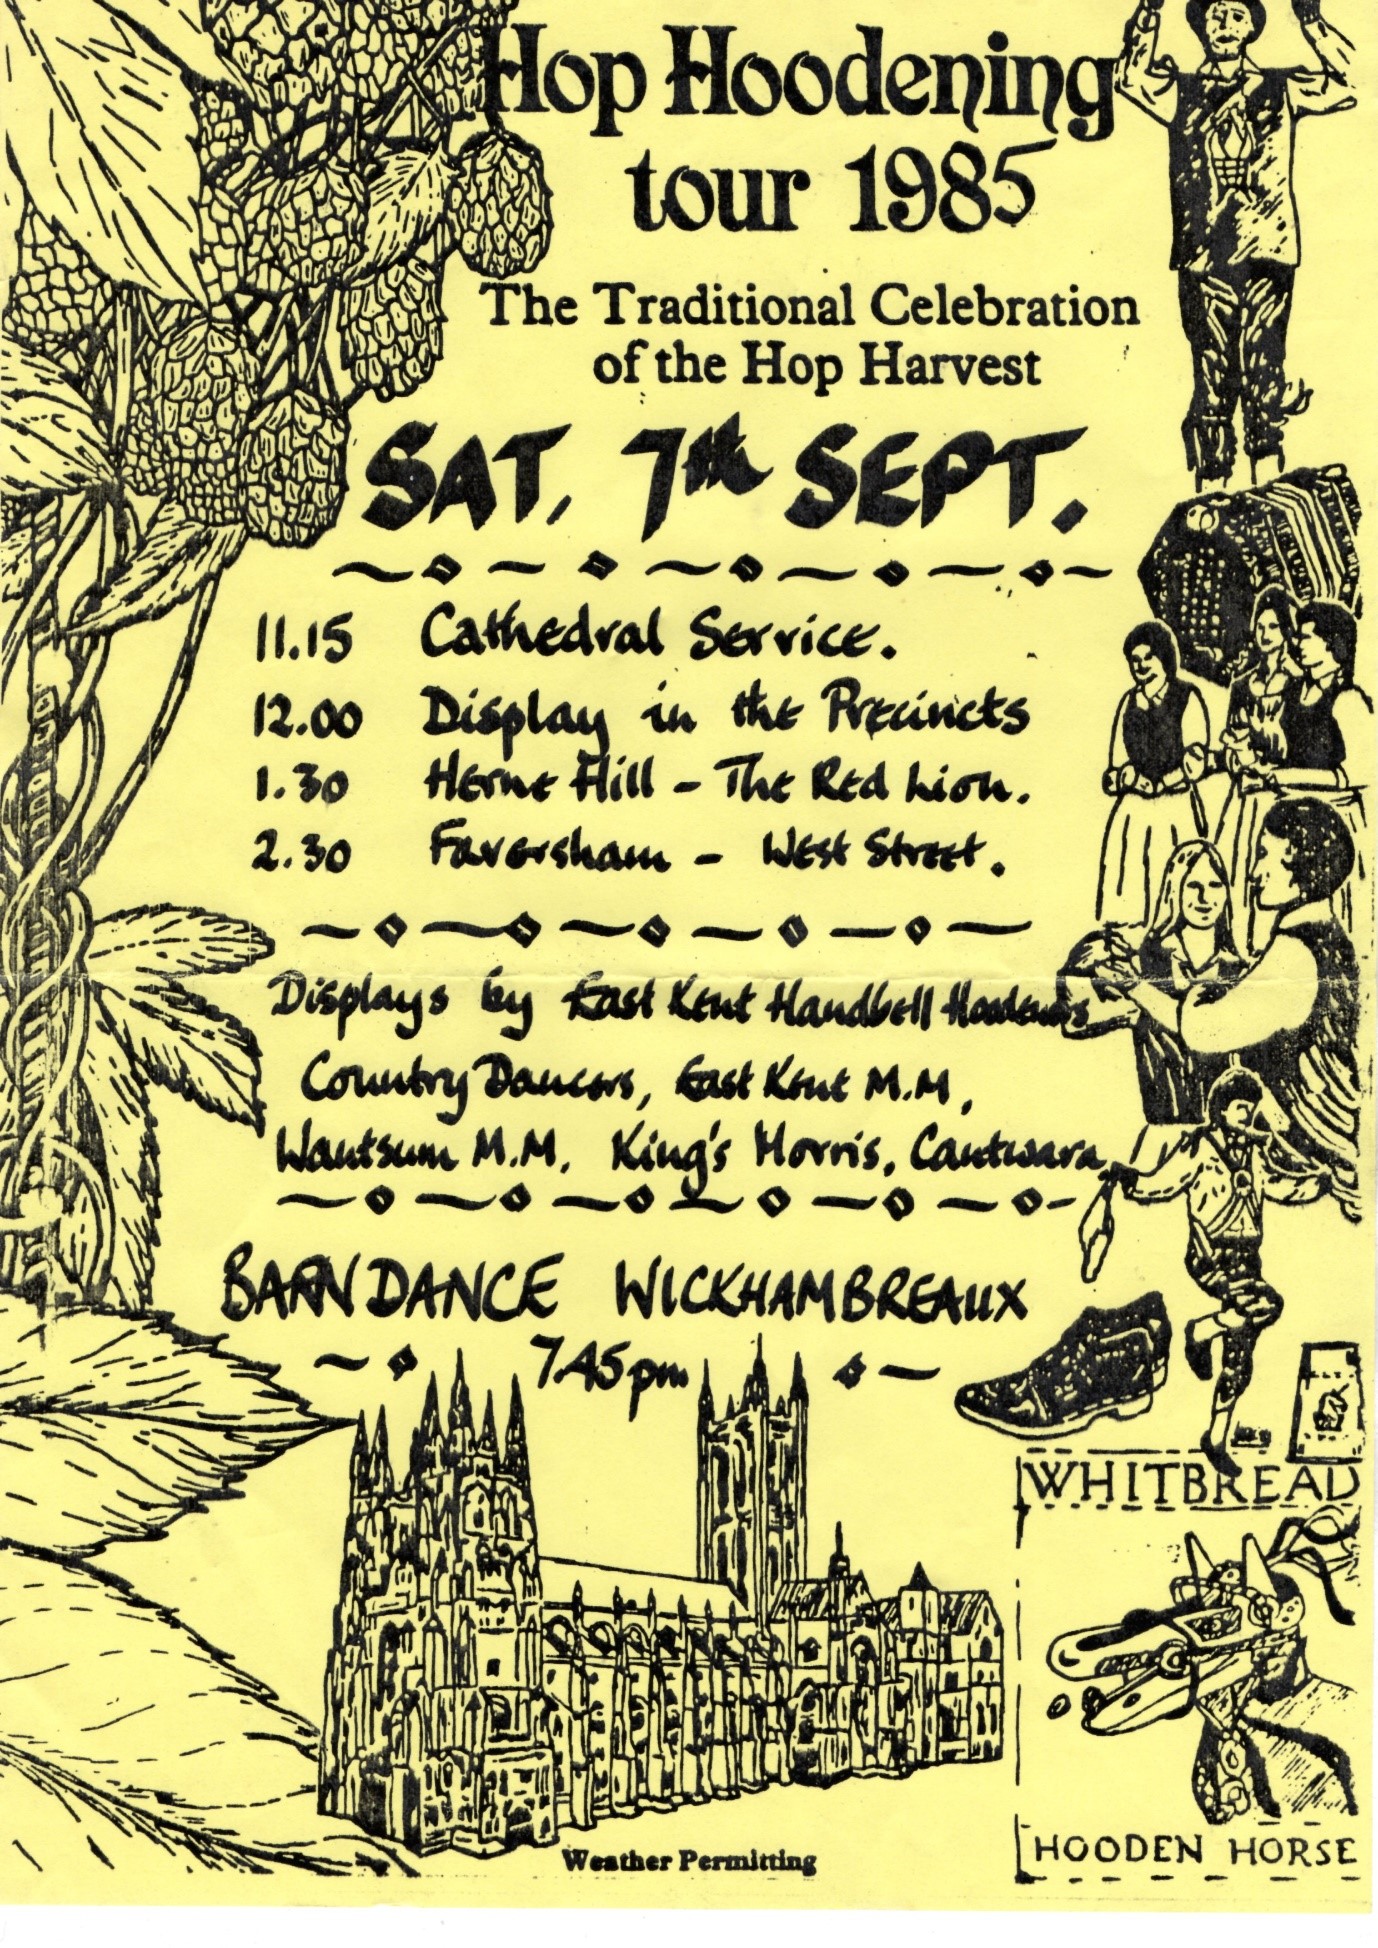 Hop Hoodening
tour 1985
The Traditional Celebration
of the Hop Harvest
SAT, 7th SEPT.
11.15 Cathedral Service.
12.00 Display in the Precincts
1.30 Herne Hill - The Red Lion.
2.30 Faversham - West Street.
Displays by East Kent Handbell Hoodeners
Country Dancers, East Kent M.M,
Wantsum M.M, King's Morris, Cantwara,
BARN DANCE WICKHAMBREAUX
7.45pm
WHITBREAD
HOODEN HORSE
Weather Permitting